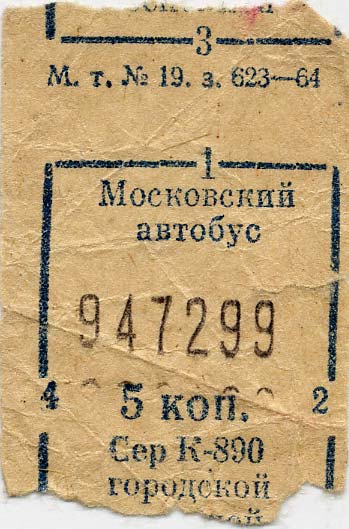 3
М. т. № 19. з. 623—64
1
Московский
автобус
947299
4 5 коп. 2
Сер К-890
городской